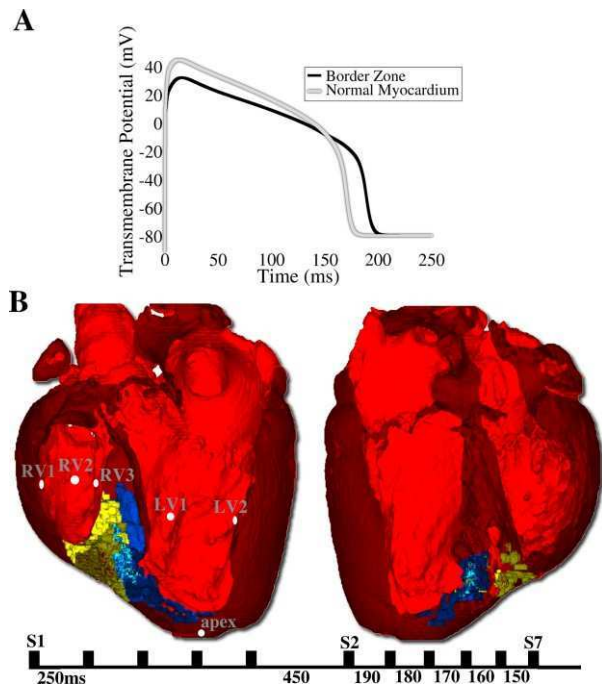 A
Transmembrane Potential (mV)
40
20
0
-20
-40
-60
-80
Border Zone
Normal Myocardium
0 50 100 150 200 250
Time (ms)
B
RV1 RV2 RV3 LV1 LV2
apex
S1 S2 S7
250ms 450 190 180 170 160 150